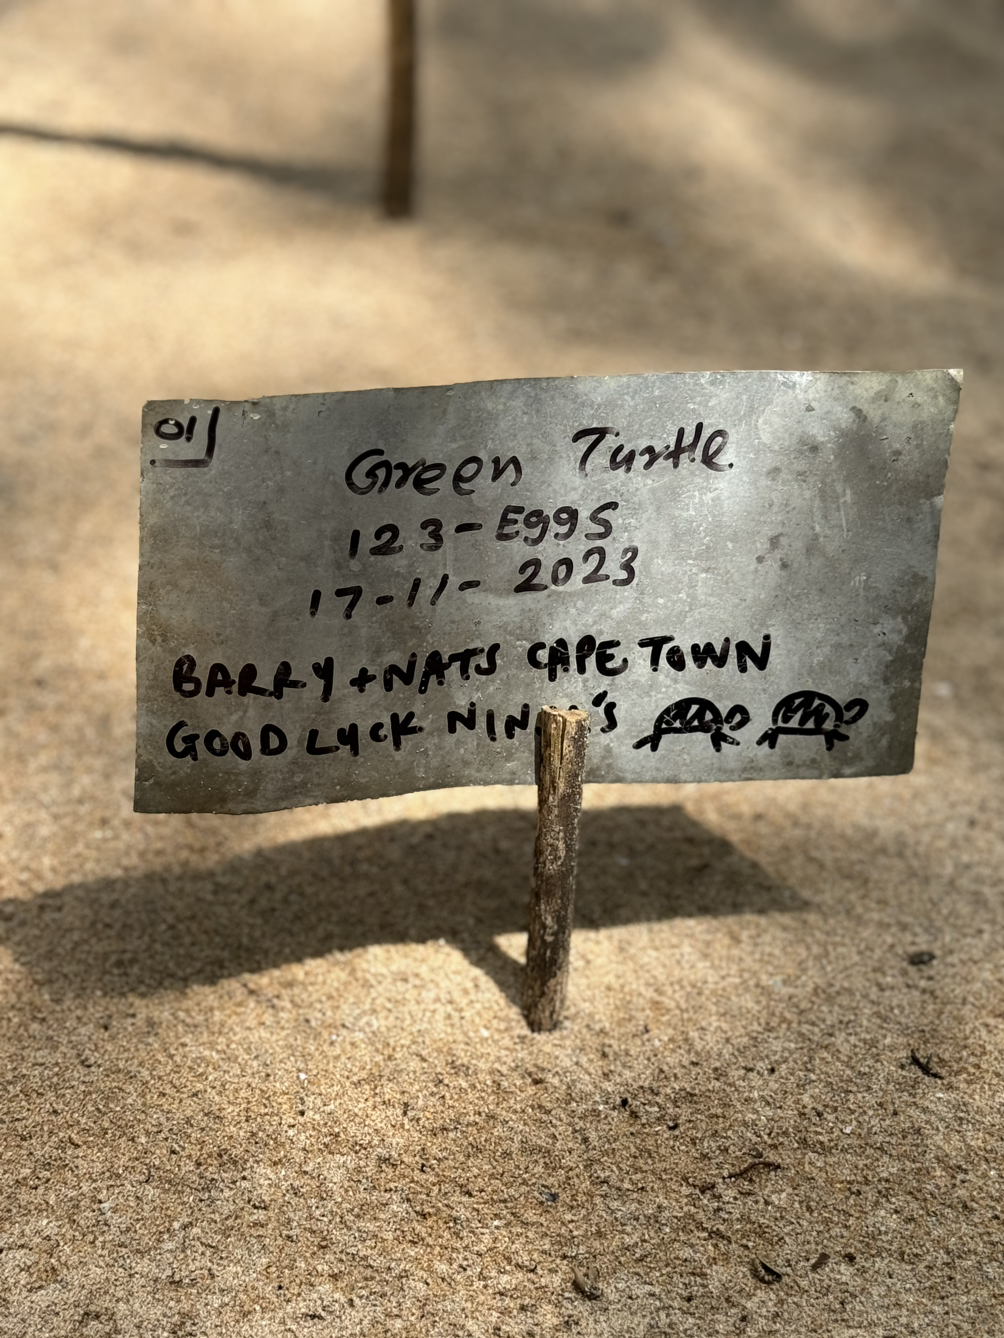 01
Green Turtle
123-Eggs
17-11-2023
BARRY + NATS CAPE TOWN
GOOD LUCK